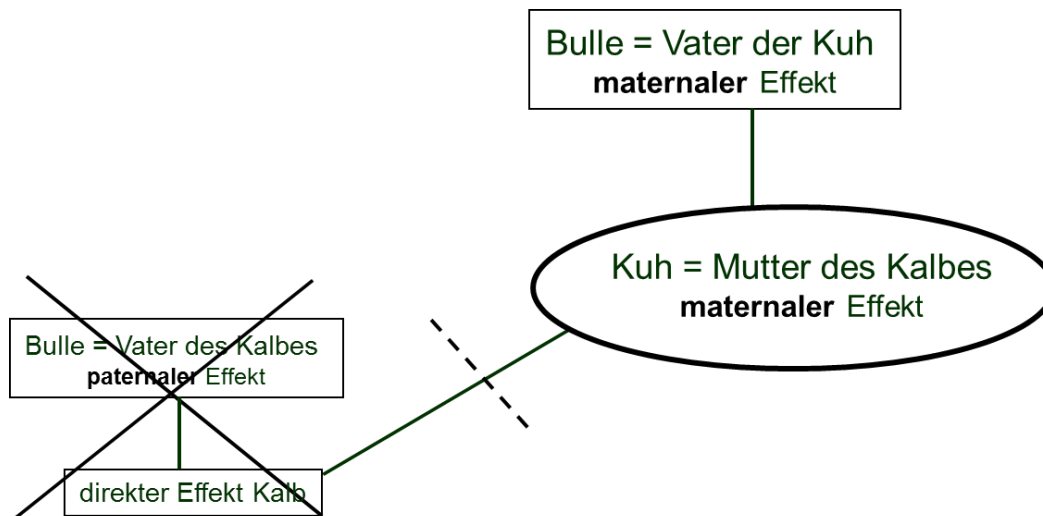 Bulle = Vater der Kuh
maternaler Effekt
Kuh = Mutter des Kalbes
maternaler Effekt
Bulle = Vater des Kalbes
paternaler Effekt
direkter Effekt Kalb